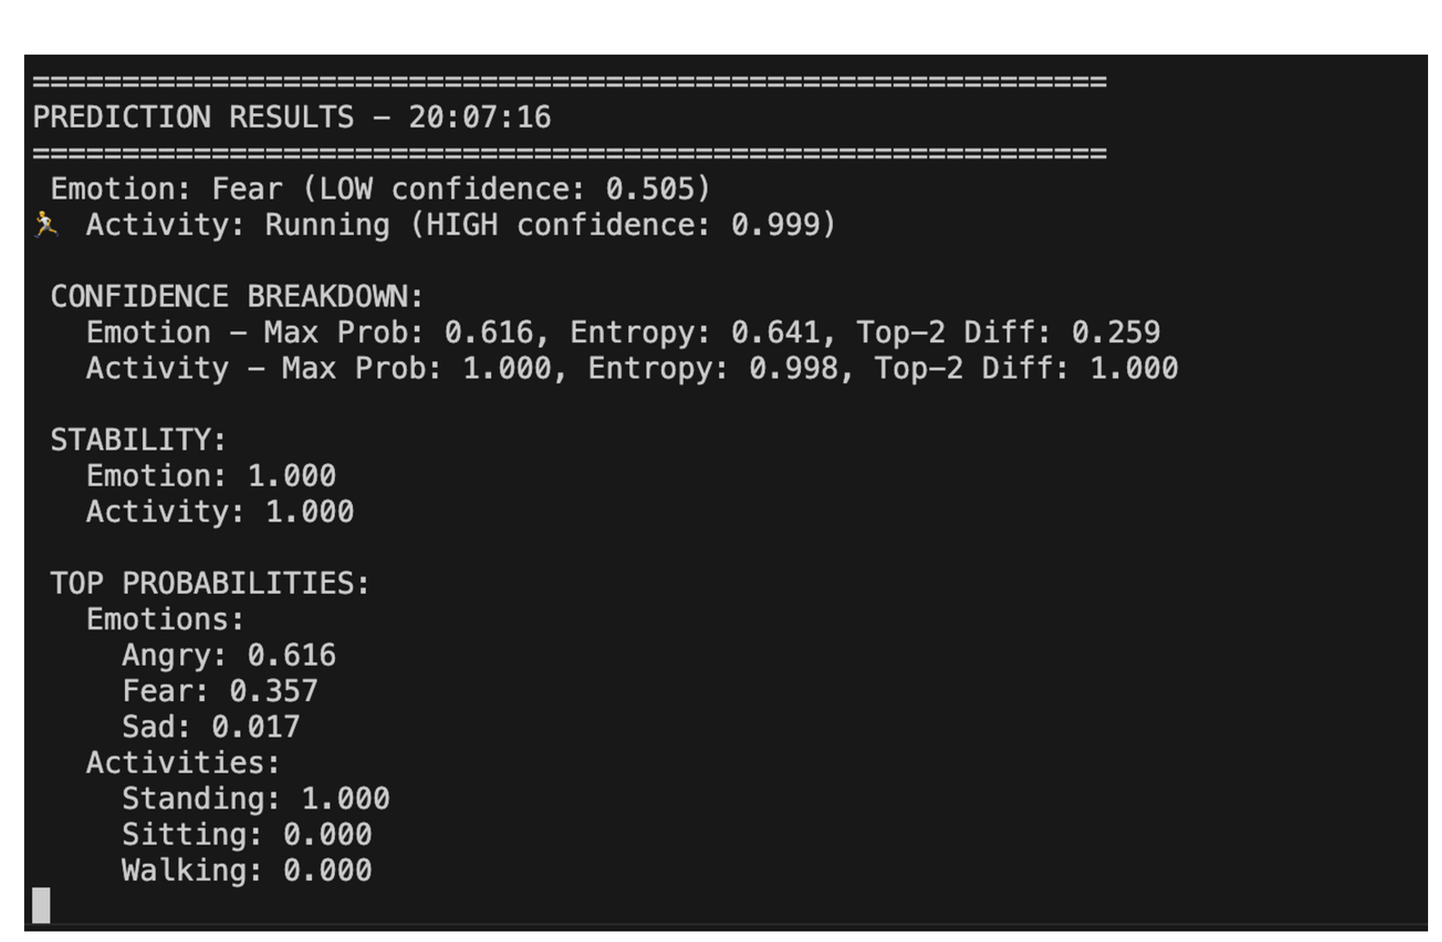 ============================================================
PREDICTION RESULTS – 20:07:16
============================================================
Emotion: Fear (LOW confidence: 0.505)
🏃 Activity: Running (HIGH confidence: 0.999)
CONFIDENCE BREAKDOWN:
Emotion – Max Prob: 0.616, Entropy: 0.641, Top–2 Diff: 0.259
Activity – Max Prob: 1.000, Entropy: 0.998, Top–2 Diff: 1.000
STABILITY:
Emotion: 1.000
Activity: 1.000
TOP PROBABILITIES:
Emotions:
Angry: 0.616
Fear: 0.357
Sad: 0.017
Activities:
Standing: 1.000
Sitting: 0.000
Walking: 0.000